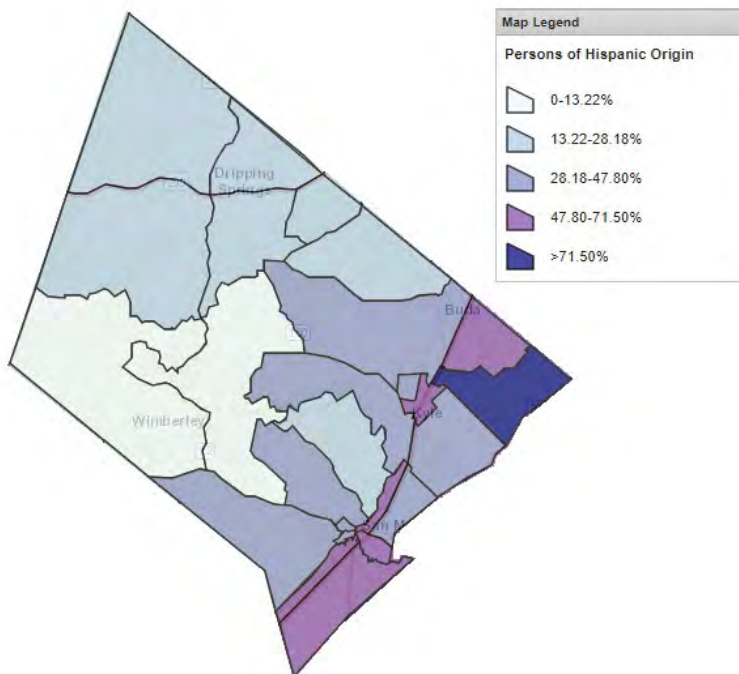 Map Legend
Persons of Hispanic Origin
0-13.22%
13.22-28.18%
28.18-47.80%
47.80-71.50%
>71.50%
Dripping
Springs
Buda
Kyle
Wimberley
San M